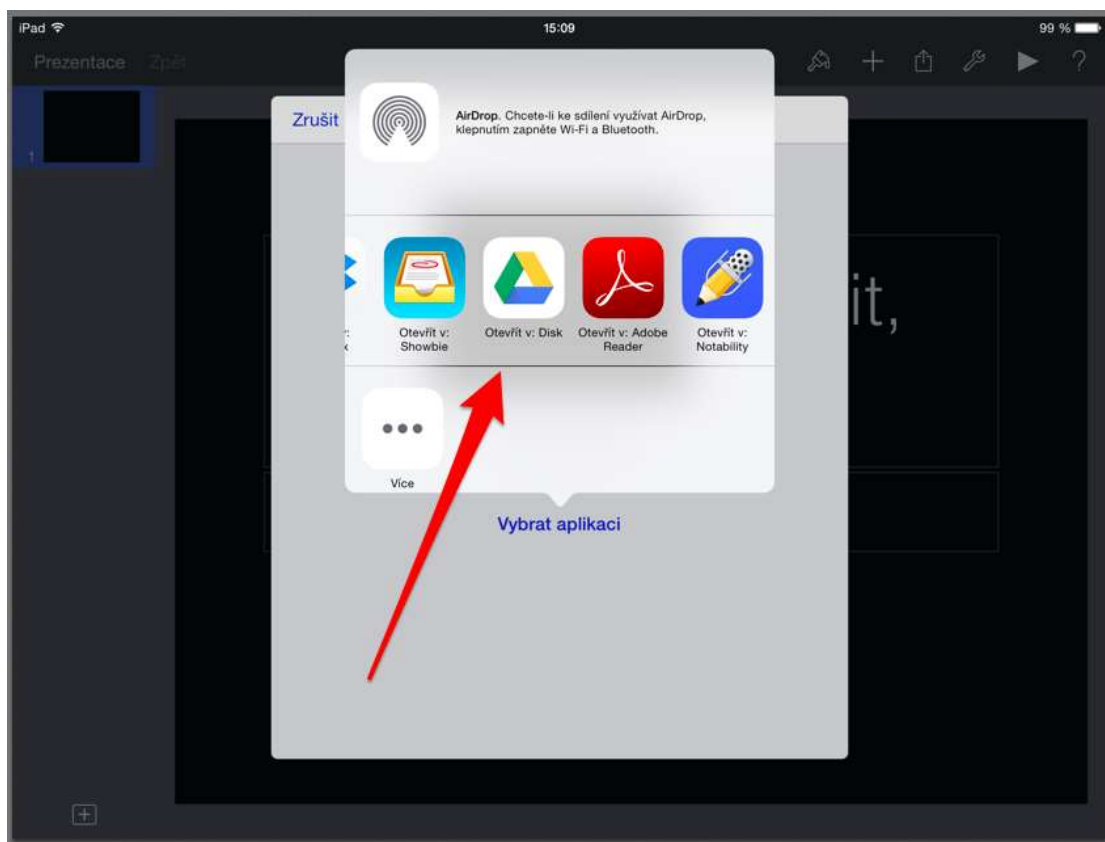 iPad 15:09 99 %
Prezentace Zpět
Zrušit
AirDrop. Chcete-li ke sdílení využívat AirDrop,
klepnutím zapněte Wi-Fi a Bluetooth.
1
it,
Otevřít v:
Showbie
Otevřít v: Disk
Otevřít v: Adobe
Reader
Otevřít v:
Notability
Více
Vybrat aplikaci